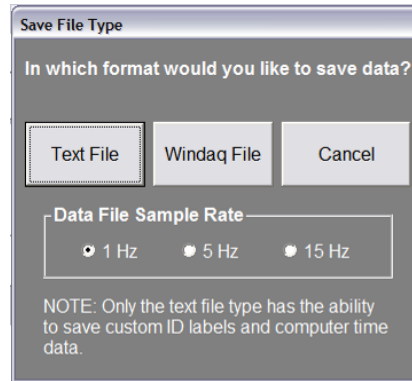 Save File Type
In which format would you like to save data?
Text File
Windaq File
Cancel
Data File Sample Rate
1 Hz
5 Hz
15 Hz
NOTE: Only the text file type has the ability
to save custom ID labels and computer time
data.